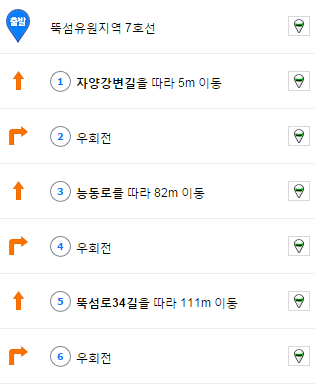 출발 뚝섬유원지역 7호선
1 자양강변길을 따라 5m 이동
2 우회전
3 능동로를 따라 82m 이동
4 우회전
5 뚝섬로34길을 따라 111m 이동
6 우회전